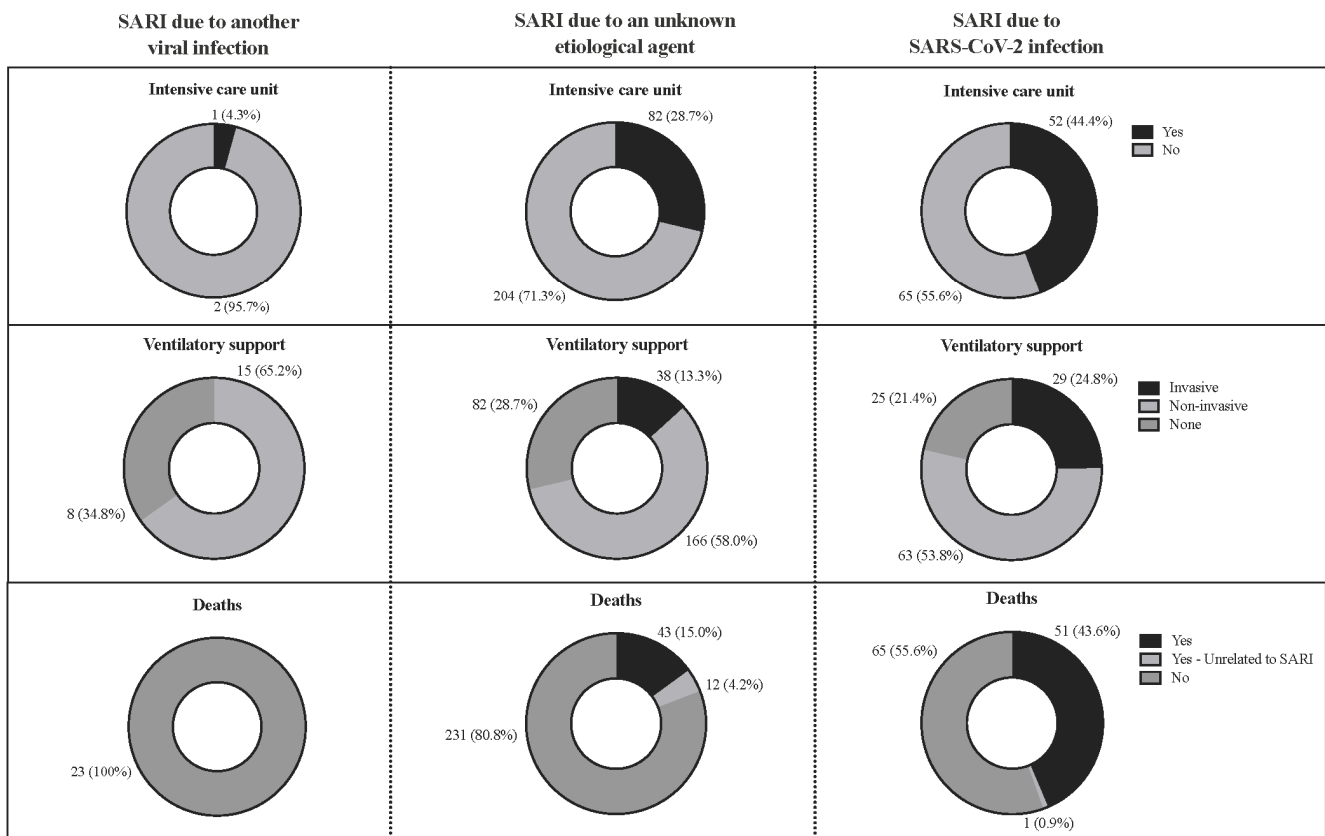 SARI due to another
viral infection
SARI due to an unknown
etiological agent
SARI due to
SARS-CoV-2 infection
Intensive care unit
1 (4.3%)
2 (95.7%)
Intensive care unit
82 (28.7%)
204 (71.3%)
Intensive care unit
52 (44.4%)
65 (55.6%)
Yes
No
Ventilatory support
15 (65.2%)
8 (34.8%)
Ventilatory support
38 (13.3%)
82 (28.7%)
166 (58.0%)
Ventilatory support
29 (24.8%)
25 (21.4%)
63 (53.8%)
Invasive
Non-invasive
None
Deaths
23 (100%)
Deaths
43 (15.0%)
12 (4.2%)
231 (80.8%)
Deaths
51 (43.6%)
65 (55.6%)
1 (0.9%)
Yes
Yes - Unrelated to SARI
No